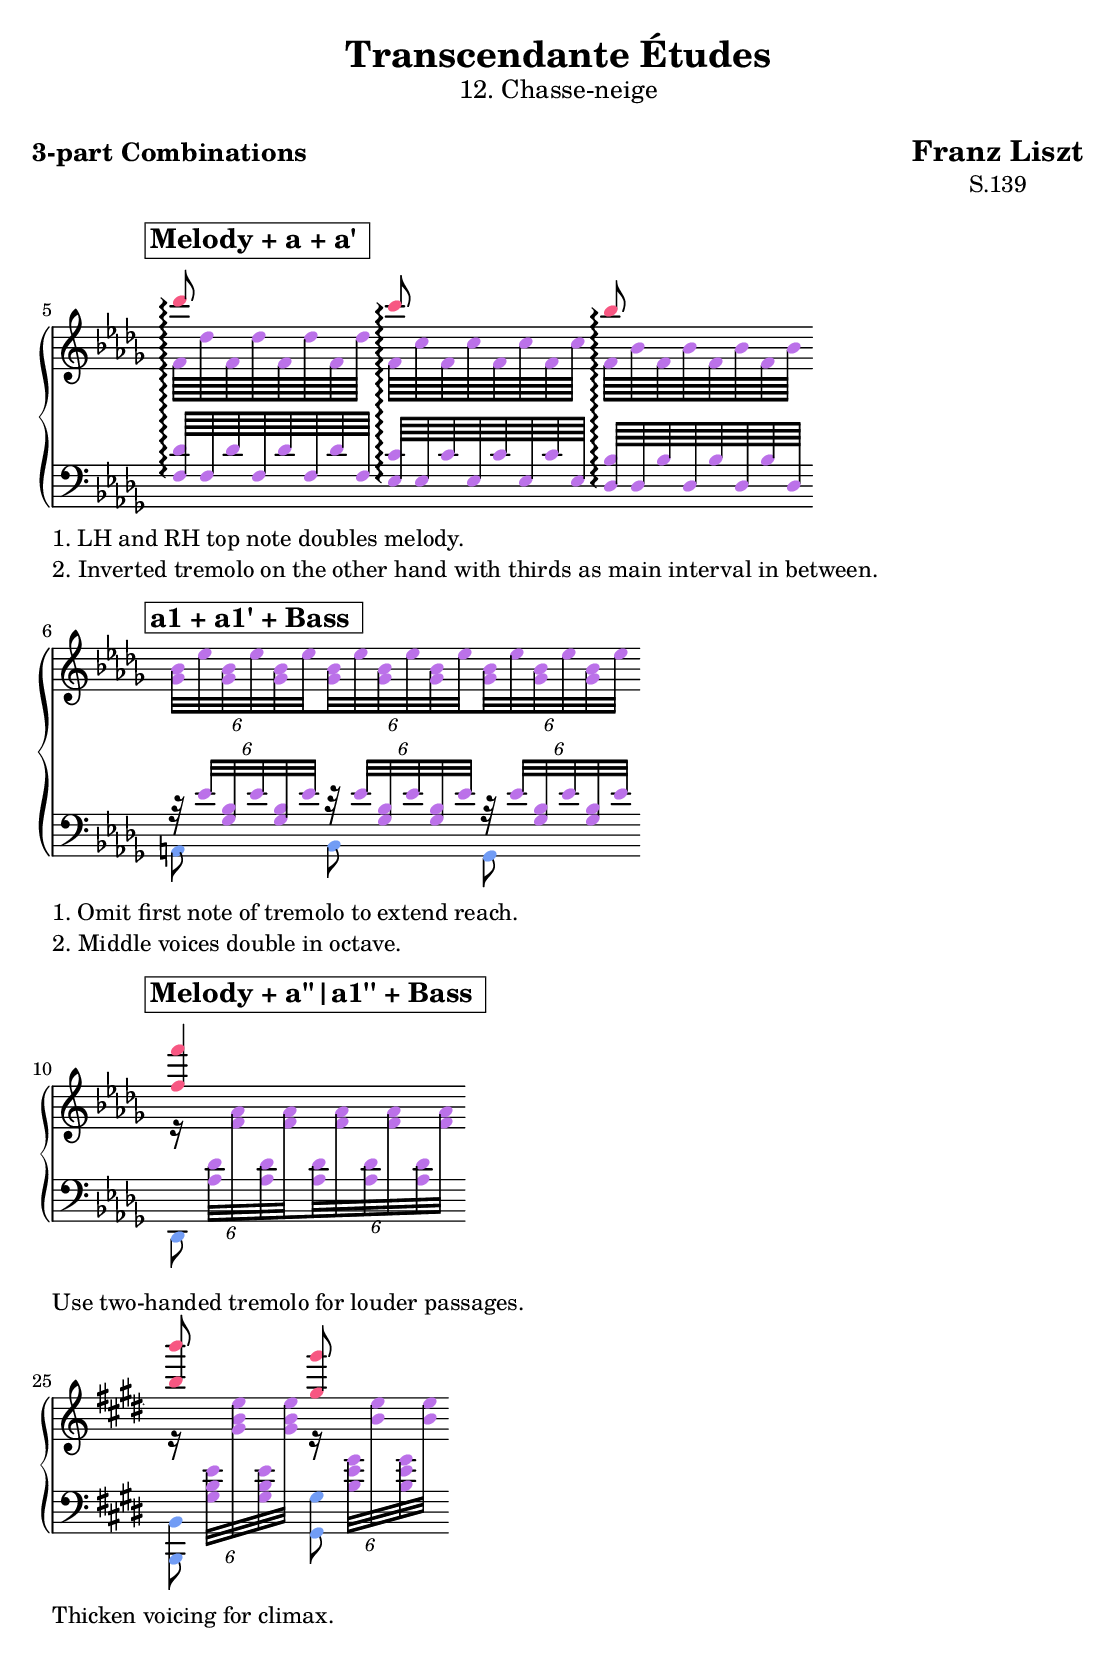 Transcendante Études
12. Chasse-neige
3-part Combinations
Franz Liszt
S.139
Melody + a + a'
5
1. LH and RH top note doubles melody.
2. Inverted tremolo on the other hand with thirds as main interval in between.
a1 + a1' + Bass
6
6 6 6
6 6 6
1. Omit first note of tremolo to extend reach.
2. Middle voices double in octave.
Melody + a"|a1" + Bass
10
6 6
Use two-handed tremolo for louder passages.
25
6 6
Thicken voicing for climax.